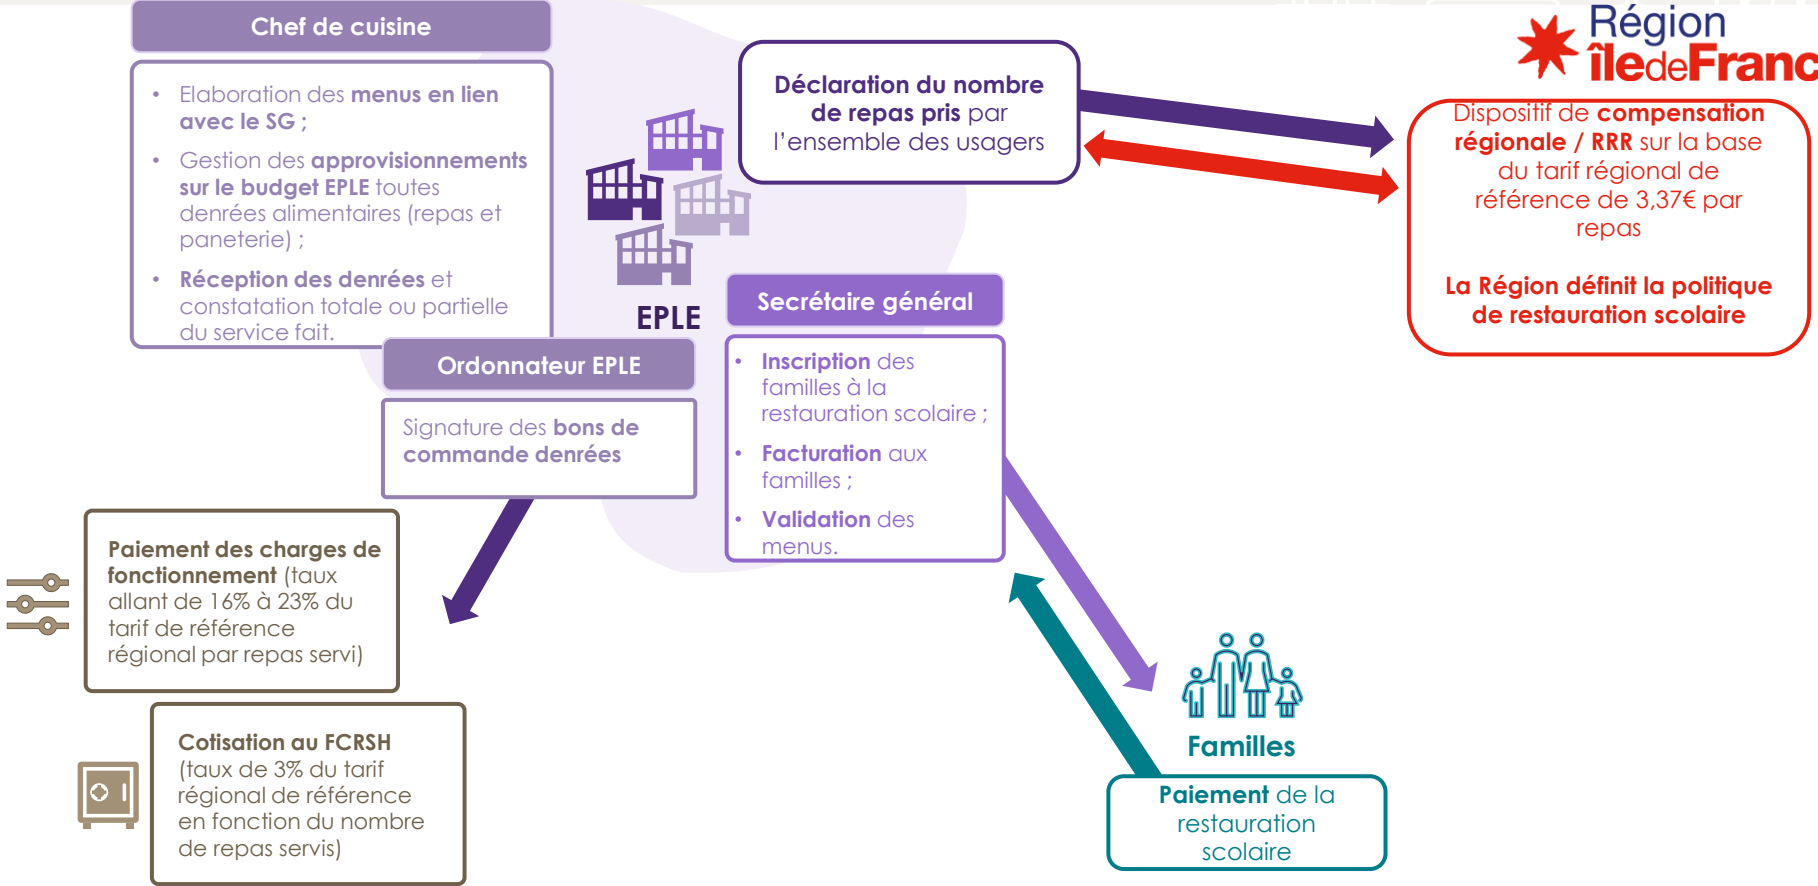 Chef de cuisine
• Elaboration des menus en lien
avec le SG ;
• Gestion des approvisionnements
sur le budget EPLE toutes
denrées alimentaires (repas et
paneterie) ;
• Réception des denrées et
constatation totale ou partielle
du service fait.
EPLE
Déclaration du nombre
de repas pris par
l’ensemble des usagers
Région
îledeFranc
Dispositif de compensation
régionale / RRR sur la base
du tarif régional de
référence de 3,37€ par
repas
La Région définit la politique
de restauration scolaire
Ordonnateur EPLE
Signature des bons de
commande denrées
Secrétaire général
• Inscription des
familles à la
restauration scolaire ;
• Facturation aux
familles ;
• Validation des
menus.
Paiement des charges de
fonctionnement (taux
allant de 16% à 23% du
tarif de référence
régional par repas servi)
Cotisation au FCRSH
(taux de 3% du tarif
régional de référence
en fonction du nombre
de repas servis)
Familles
Paiement de la
restauration
scolaire